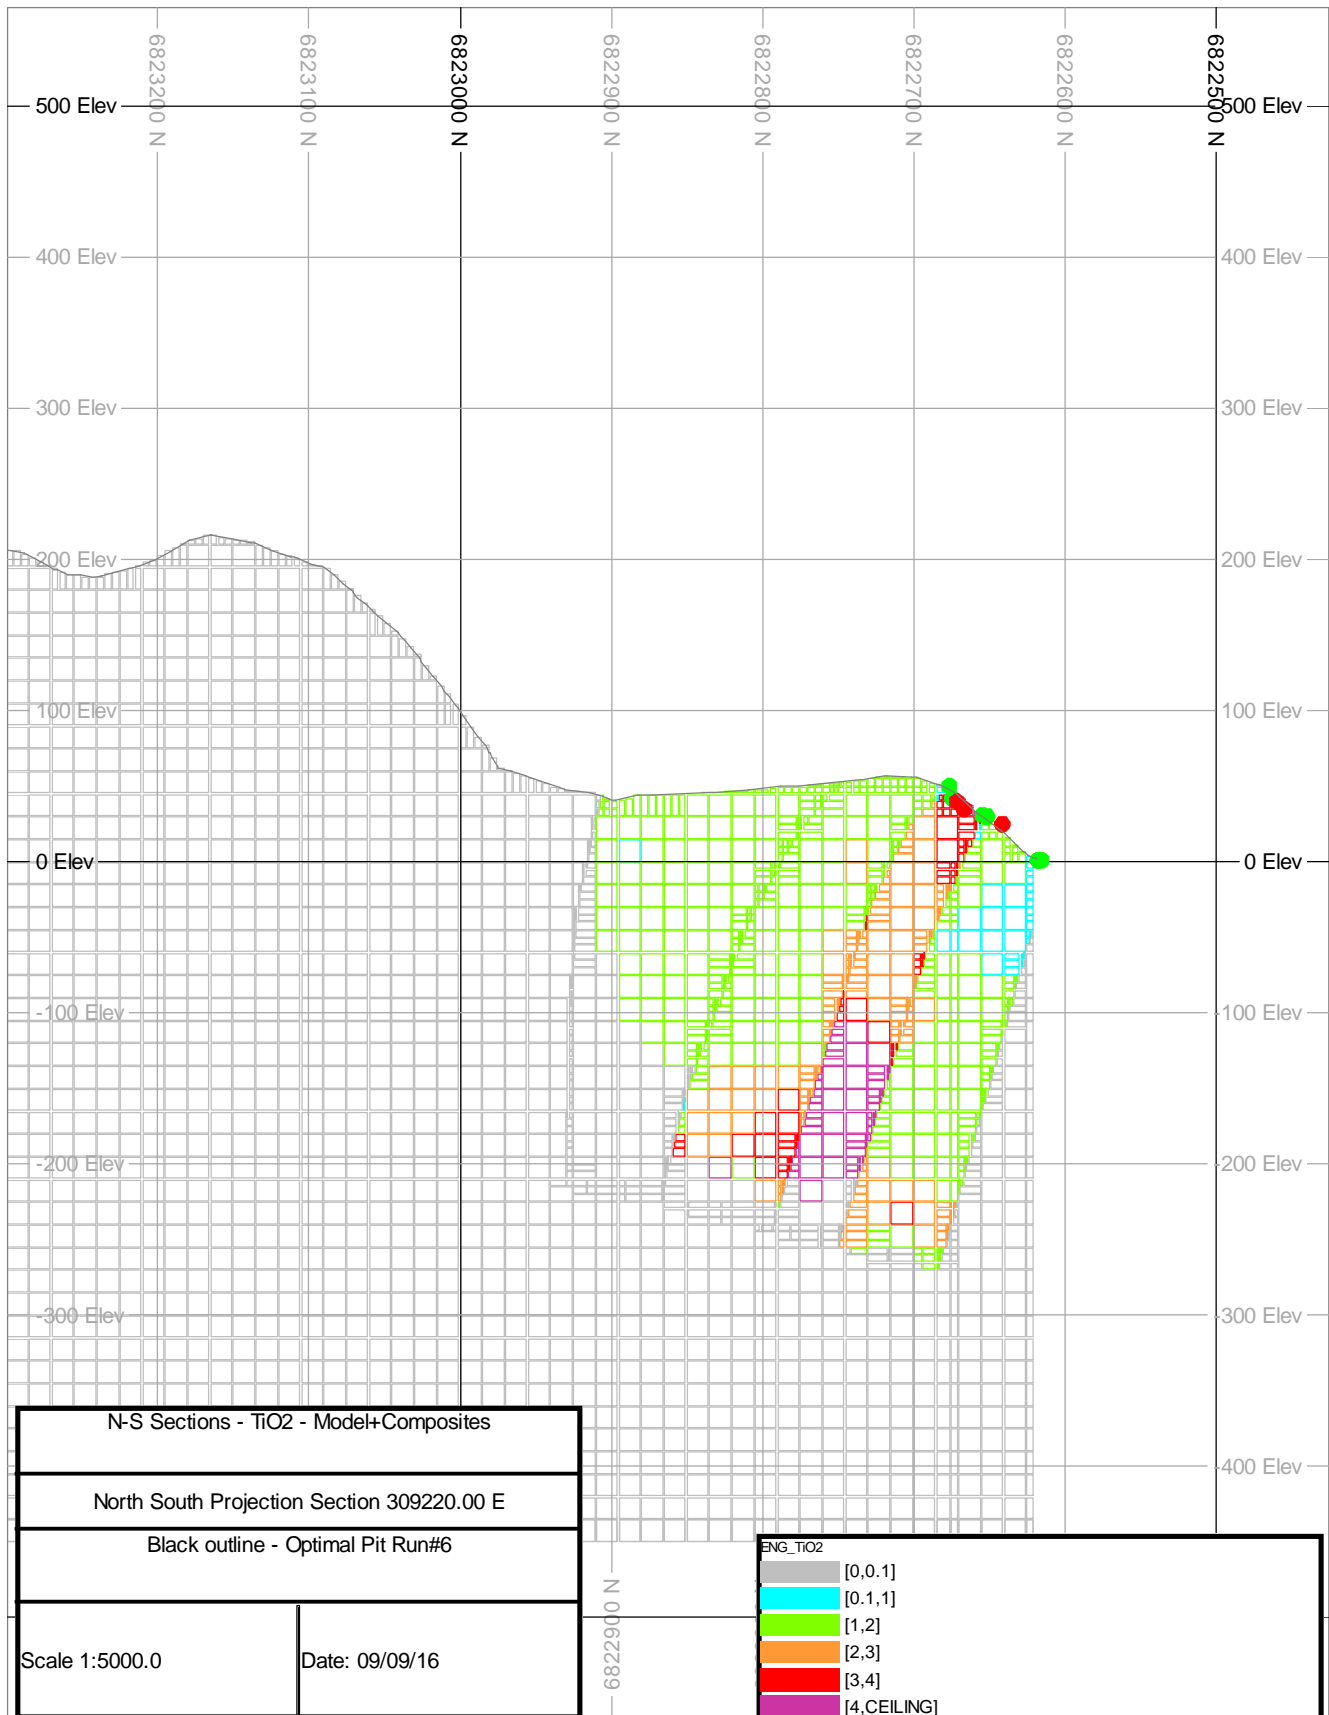 6823200 N
6823100 N
6823000 N
6822900 N
6822800 N
6822700 N
6822600 N
6822500 N
500 Elev
500 Elev
400 Elev
400 Elev
300 Elev
300 Elev
200 Elev
200 Elev
100 Elev
100 Elev
0 Elev
0 Elev
-100 Elev
-100 Elev
-200 Elev
-200 Elev
-300 Elev
-300 Elev
-400 Elev
N-S Sections - TiO2 - Model+Composites
North South Projection Section 309220.00 E
Black outline - Optimal Pit Run#6
Scale 1:5000.0
Date: 09/09/16
6822900 N
ENG_TiO2
[0,0.1]
[0.1,1]
[1,2]
[2,3]
[3,4]
[4,CEILING]